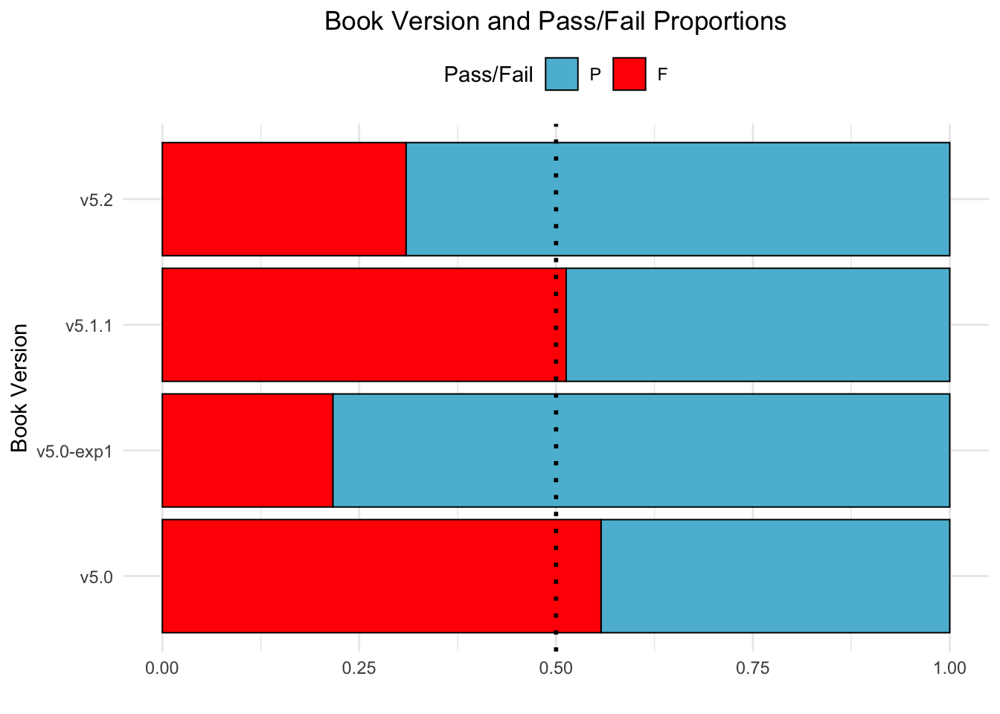 Book Version and Pass/Fail Proportions
Pass/Fail P F
Book Version
v5.2
v5.1.1
v5.0-exp1
v5.0
0.00 0.25 0.50 0.75 1.00